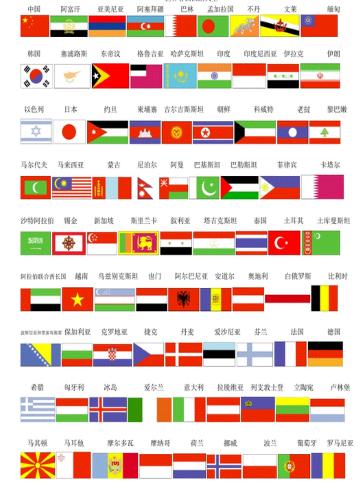 中国 阿富汗 亚美尼亚 阿塞拜疆 巴林 孟加拉国 不丹 文莱 缅甸
韩国 塞浦路斯 东帝汶 格鲁吉亚 哈萨克斯坦 印度 印度尼西亚 伊拉克 伊朗
以色列 日本 约旦 柬埔寨 吉尔吉斯斯坦 朝鲜 科威特 老挝 黎巴嫩
马尔代夫 马来西亚 蒙古 尼泊尔 阿曼 巴基斯坦 巴勒斯坦 菲律宾 卡塔尔
沙特阿拉伯 锡金 新加坡 斯里兰卡 叙利亚 塔吉克斯坦 泰国 土耳其 土库曼斯坦
阿拉伯联合酋长国 越南 乌兹别克斯坦 也门 阿尔巴尼亚 安道尔 奥地利 白俄罗斯 比利时
保加利亚 克罗地亚 捷克 丹麦 爱沙尼亚 芬兰 法国 德国
希腊 匈牙利 冰岛 爱尔兰 意大利 拉脱维亚 列支敦士登 立陶宛 卢林堡
马其顿 马耳他 摩尔多瓦 摩纳哥 荷兰 挪威 波兰 葡萄牙 罗马尼亚